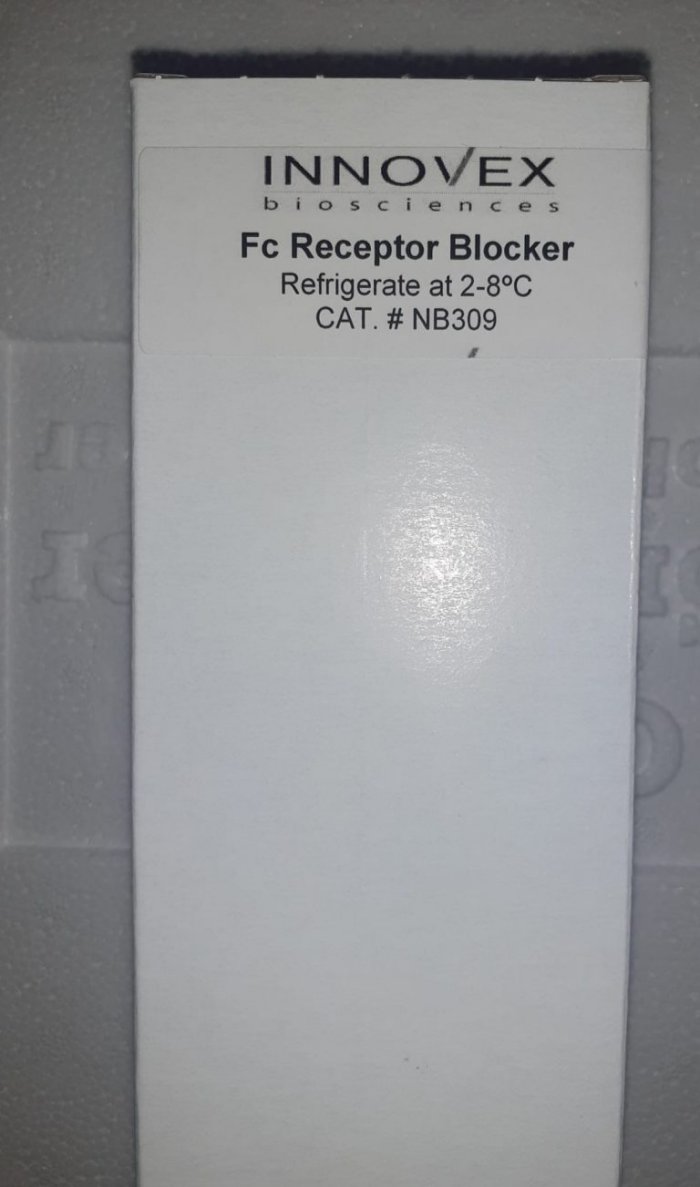 INNOVEX
biosciences
Fc Receptor Blocker
Refrigerate at 2-8ºC
CAT. # NB309